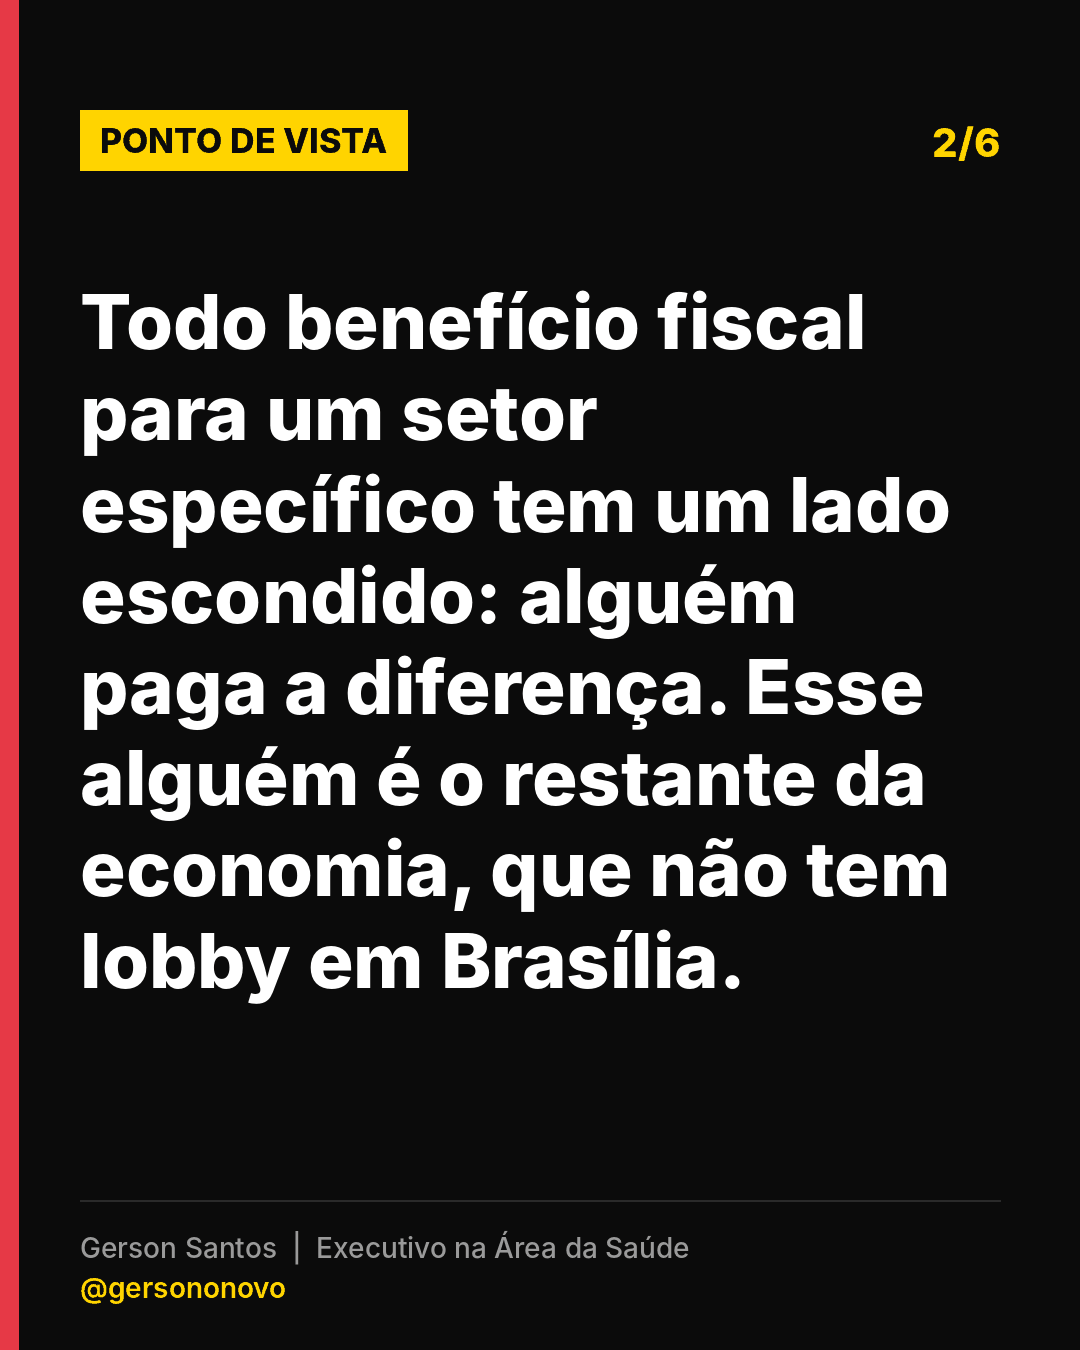 PONTO DE VISTA
2/6
Todo benefício fiscal
para um setor
específico tem um lado
escondido: alguém
paga a diferença. Esse
alguém é o restante da
economia, que não tem
lobby em Brasília.
Gerson Santos | Executivo na Área da Saúde
@gersononovo